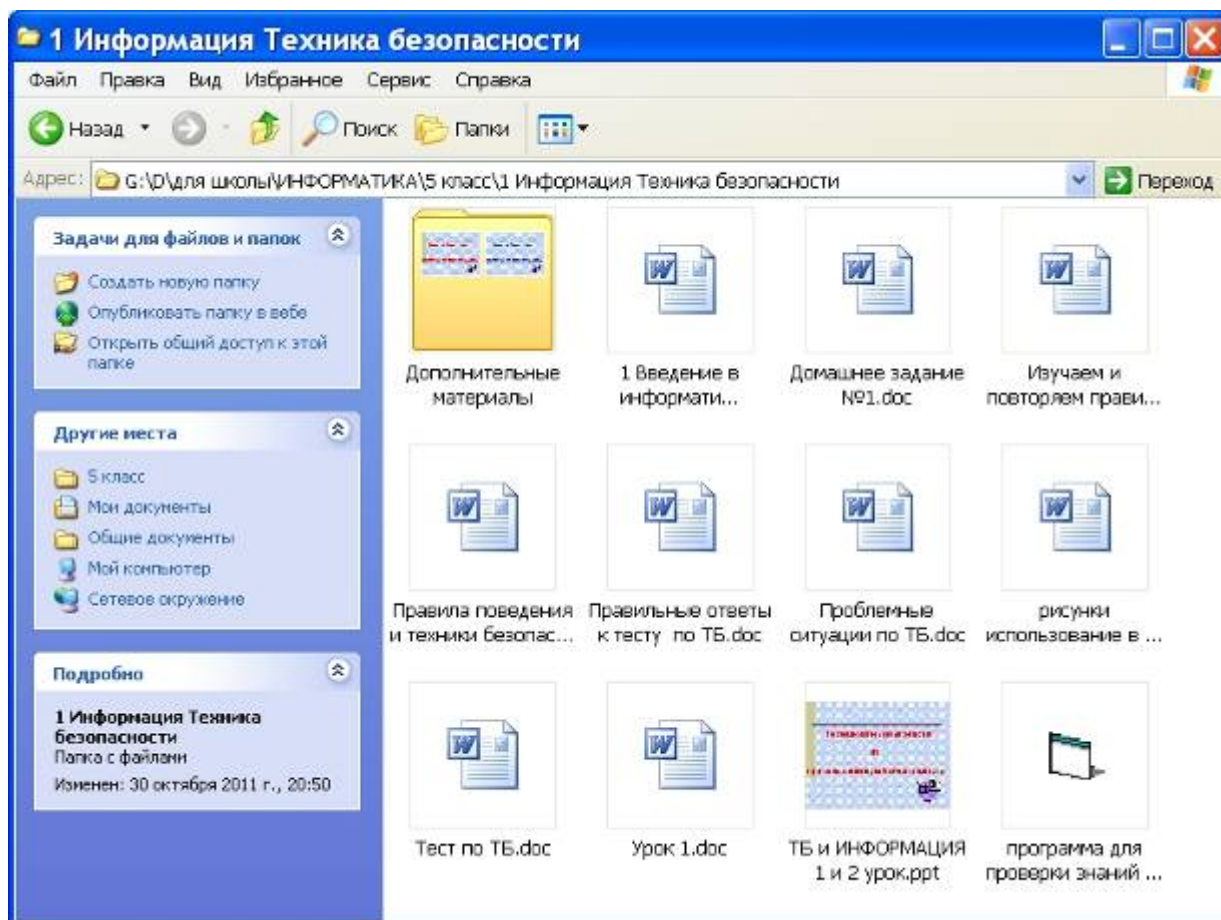 1 Информация Техника безопасности
Файл Правка Вид Избранное Сервис Справка
Назад Поиск Папки
Адрес: G:\D\для школы\ИНФОРМАТИКА\5 класс\1 Информация Техника безопасности Переход
Задачи для файлов и папок
Создать новую папку
Опубликовать папку в вебе
Открыть общий доступ к этой
папке
Другие места
5 класс
Мои документы
Общие документы
Мой компьютер
Сетевое окружение
Подробно
1 Информация Техника
безопасности
Папка с файлами
Изменен: 30 октября 2011 г., 20:50
Дополнительные
материалы
1 Введение в
информати...
Домашнее задание
№1.doc
Изучаем и
повторяем прави...
Правила поведения
и техники безопас...
Правильные ответы
к тесту по ТБ.doc
Проблемные
ситуации по ТБ.doc
рисунки
использование в ...
Тест по ТБ.doc
Урок 1.doc
ТБ и ИНФОРМАЦИЯ
1 и 2 урок.ppt
программа для
проверки знаний ...